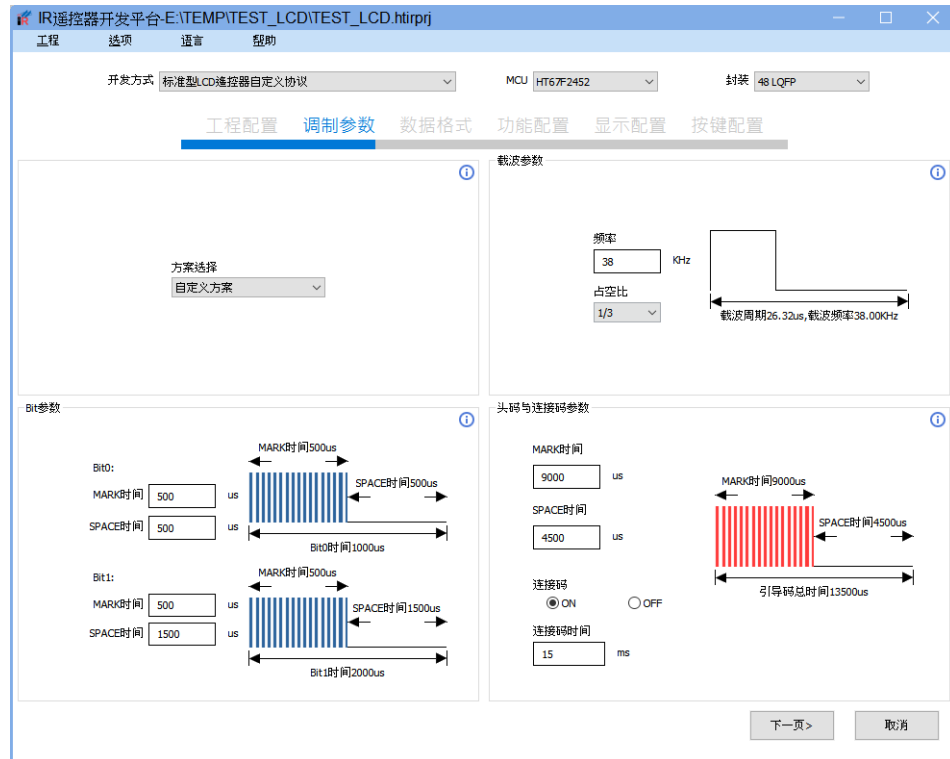 IR遥控器开发平台-E:\TEMP\TEST_LCD\TEST_LCD.htirprj
工程 选项 语言 帮助
开发方式 标准型LCD遙控器自定义协议 MCU HT67F2452 封装 48 LQFP
工程配置 调制参数 数据格式 功能配置 显示配置 按键配置
方案选择
自定义方案
载波参数
频率
38 KHz
占空比
1/3
载波周期26.32us,载波频率38.00KHz
Bit参数
Bit0:
MARK时间 500 us
SPACE时间 500 us
MARK时间500us
SPACE时间500us
Bit0时间1000us
Bit1:
MARK时间 500 us
SPACE时间 1500 us
MARK时间500us
SPACE时间1500us
Bit1时间2000us
头码与连接码参数
MARK时间
9000 us
SPACE时间
4500 us
连接码
ON OFF
连接码时间
15 ms
MARK时间9000us
SPACE时间4500us
引导码总时间13500us
下一页> 取消